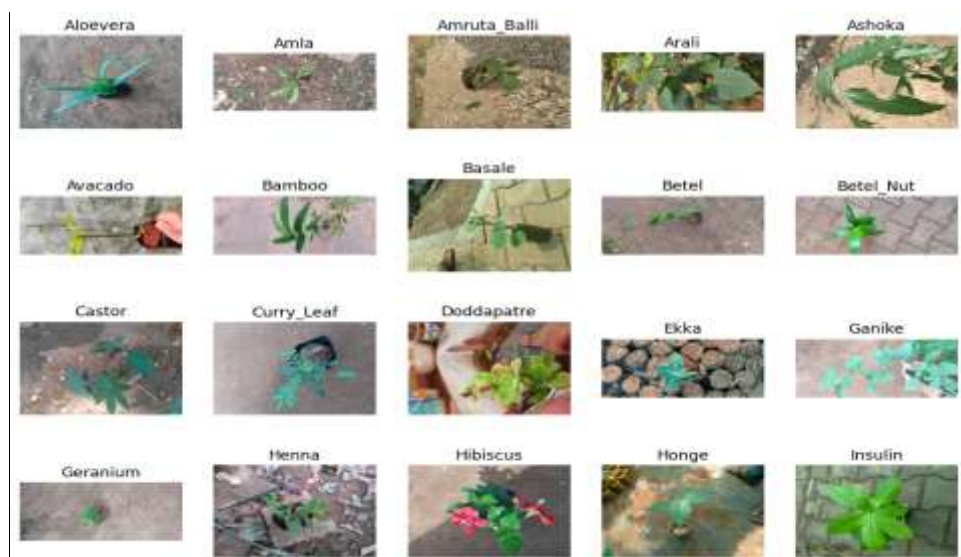 Aloevera
Amla
Amruta_Balli
Arali
Ashoka
Avacado
Bamboo
Basale
Betel
Betel_Nut
Castor
Curry_Leaf
Doddapatre
Ekka
Ganike
Geranium
Henna
Hibiscus
Honge
Insulin